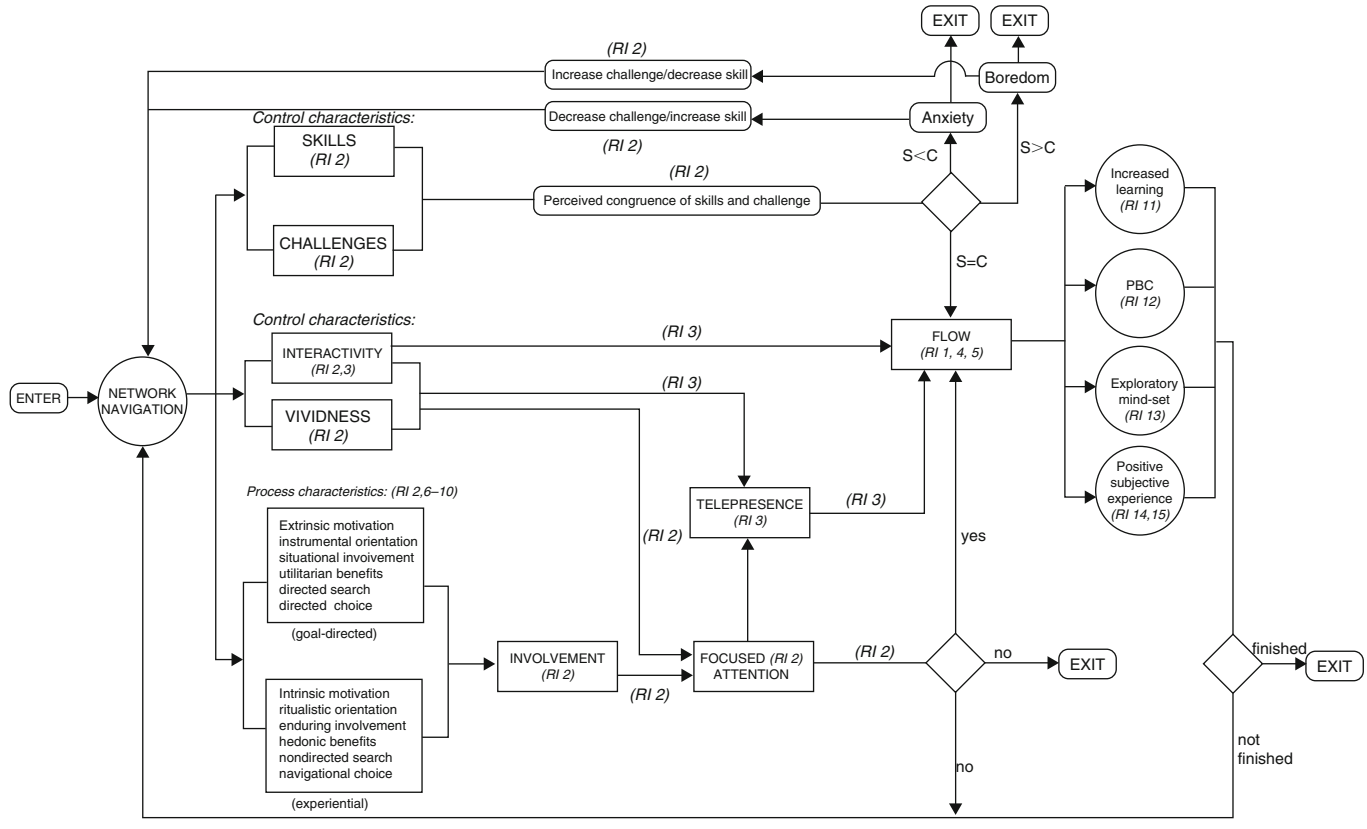 EXIT
EXIT
(RI 2)
Increase challenge/decrease skill
Boredom
Decrease challenge/increase skill
Anxiety
(RI 2)
S<C
S>C
Control characteristics:
SKILLS
(RI 2)
CHALLENGES
(RI 2)
(RI 2)
Perceived congruence of skills and challenge
S=C
Increased
learning
(RI 11)
PBC
(RI 12)
Exploratory
mind-set
(RI 13)
Positive
subjective
experience
(RI 14,15)
Control characteristics:
INTERACTIVITY
(RI 2,3)
VIVIDNESS
(RI 2)
(RI 3)
(RI 3)
FLOW
(RI 1, 4, 5)
ENTER
NETWORK
NAVIGATION
TELEPRESENCE
(RI 3)
(RI 3)
(RI 2)
yes
Process characteristics: (RI 2,6–10)
Extrinsic motivation
instrumental orientation
situational invoivement
utilitarian benefits
directed search
directed choice
(goal-directed)
INVOLVEMENT
(RI 2)
(RI 2)
FOCUSED (RI 2)
ATTENTION
(RI 2)
no
EXIT
no
finished
EXIT
not
finished
Intrinsic motivation
ritualistic orientation
enduring involvement
hedonic benefits
nondirected search
navigational choice
(experiential)